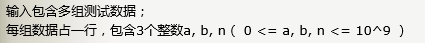 输入包含多组测试数据；
每组数据占一行，包含3个整数a, b, n ( 0 <= a, b, n <= 10^9 )